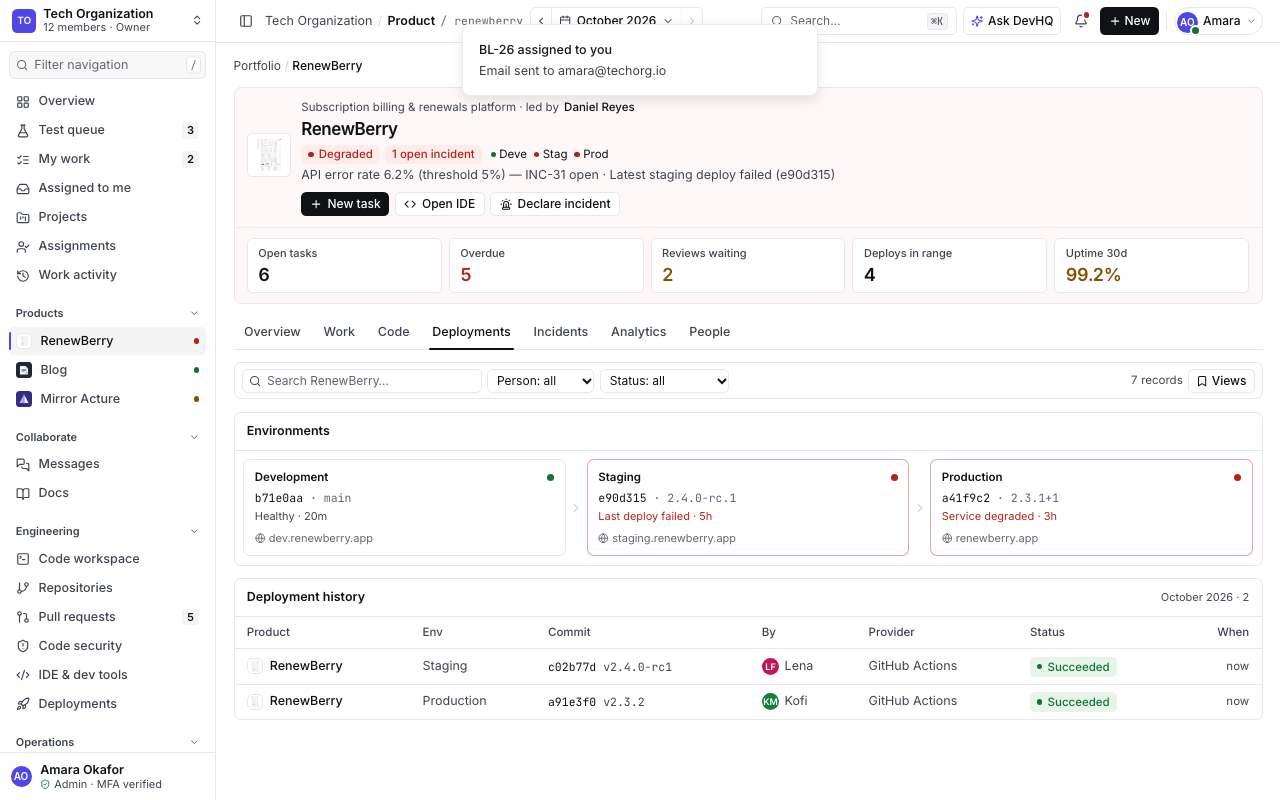 TO
Tech Organization
12 members · Owner
Filter navigation /
Overview
Test queue 3
My work 2
Assigned to me
Projects
Assignments
Work activity
Products
RenewBerry
Blog
Mirror Acture
Collaborate
Messages
Docs
Engineering
Code workspace
Repositories
Pull requests 5
Code security
IDE & dev tools
Deployments
Operations
AO
Amara Okafor
Admin · MFA verified
Tech Organization / Product / renewberry
October 2026
Search... ⌘K
Ask DevHQ
New
AO Amara
BL-26 assigned to you
Email sent to amara@techorg.io
Portfolio / RenewBerry
Subscription billing & renewals platform · led by Daniel Reyes
RenewBerry
Degraded 1 open incident Deve Stag Prod
API error rate 6.2% (threshold 5%) — INC-31 open · Latest staging deploy failed (e90d315)
New task Open IDE Declare incident
Open tasks
6
Overdue
5
Reviews waiting
2
Deploys in range
4
Uptime 30d
99.2%
Overview Work Code Deployments Incidents Analytics People
Search RenewBerry... Person: all Status: all 7 records Views
Environments
Development
b71e0aa · main
Healthy · 20m
dev.renewberry.app
Staging
e90d315 · 2.4.0-rc.1
Last deploy failed · 5h
staging.renewberry.app
Production
a41f9c2 · 2.3.1+1
Service degraded · 3h
renewberry.app
Deployment history October 2026 · 2
Product Env Commit By Provider Status When
RenewBerry Staging c02b77d v2.4.0-rc1 LF Lena GitHub Actions Succeeded now
RenewBerry Production a91e3f0 v2.3.2 KM Kofi GitHub Actions Succeeded now